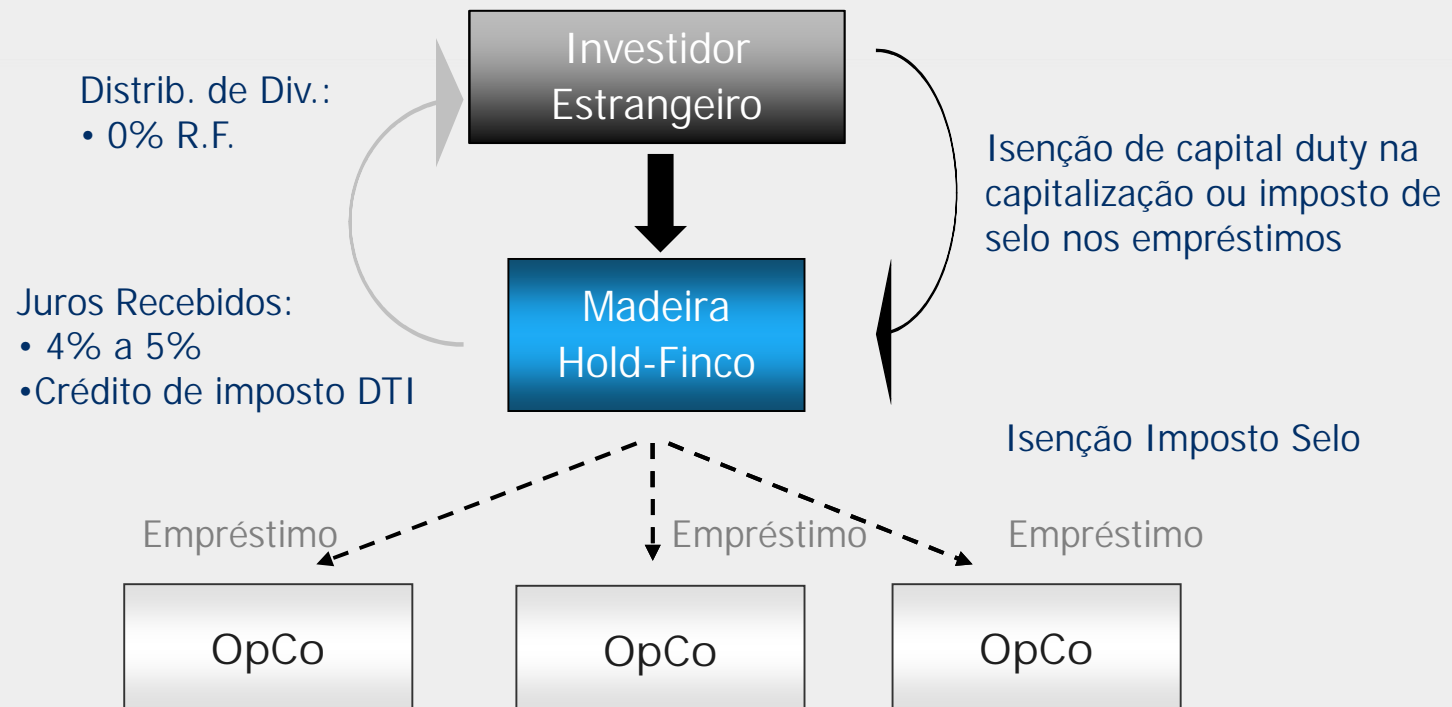 Investidor
Estrangeiro
Distrib. de Div.:
• 0% R.F.
Isenção de capital duty na
capitalização ou imposto de
selo nos empréstimos
Juros Recebidos:
• 4% a 5%
•Crédito de imposto DTI
Madeira
Hold-Finco
Isenção Imposto Selo
Empréstimo
Empréstimo
Empréstimo
OpCo
OpCo
OpCo